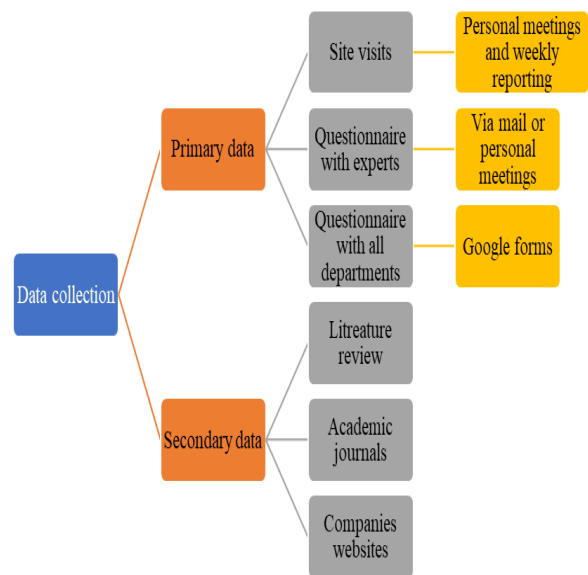 Data collection
Primary data
Site visits
Personal meetings
and weekly
reporting
Questionnaire
with experts
Via mail or
personal
meetings
Questionnaire
with all
departments
Google forms
Secondary data
Litreature
review
Academic
journals
Companies
websites